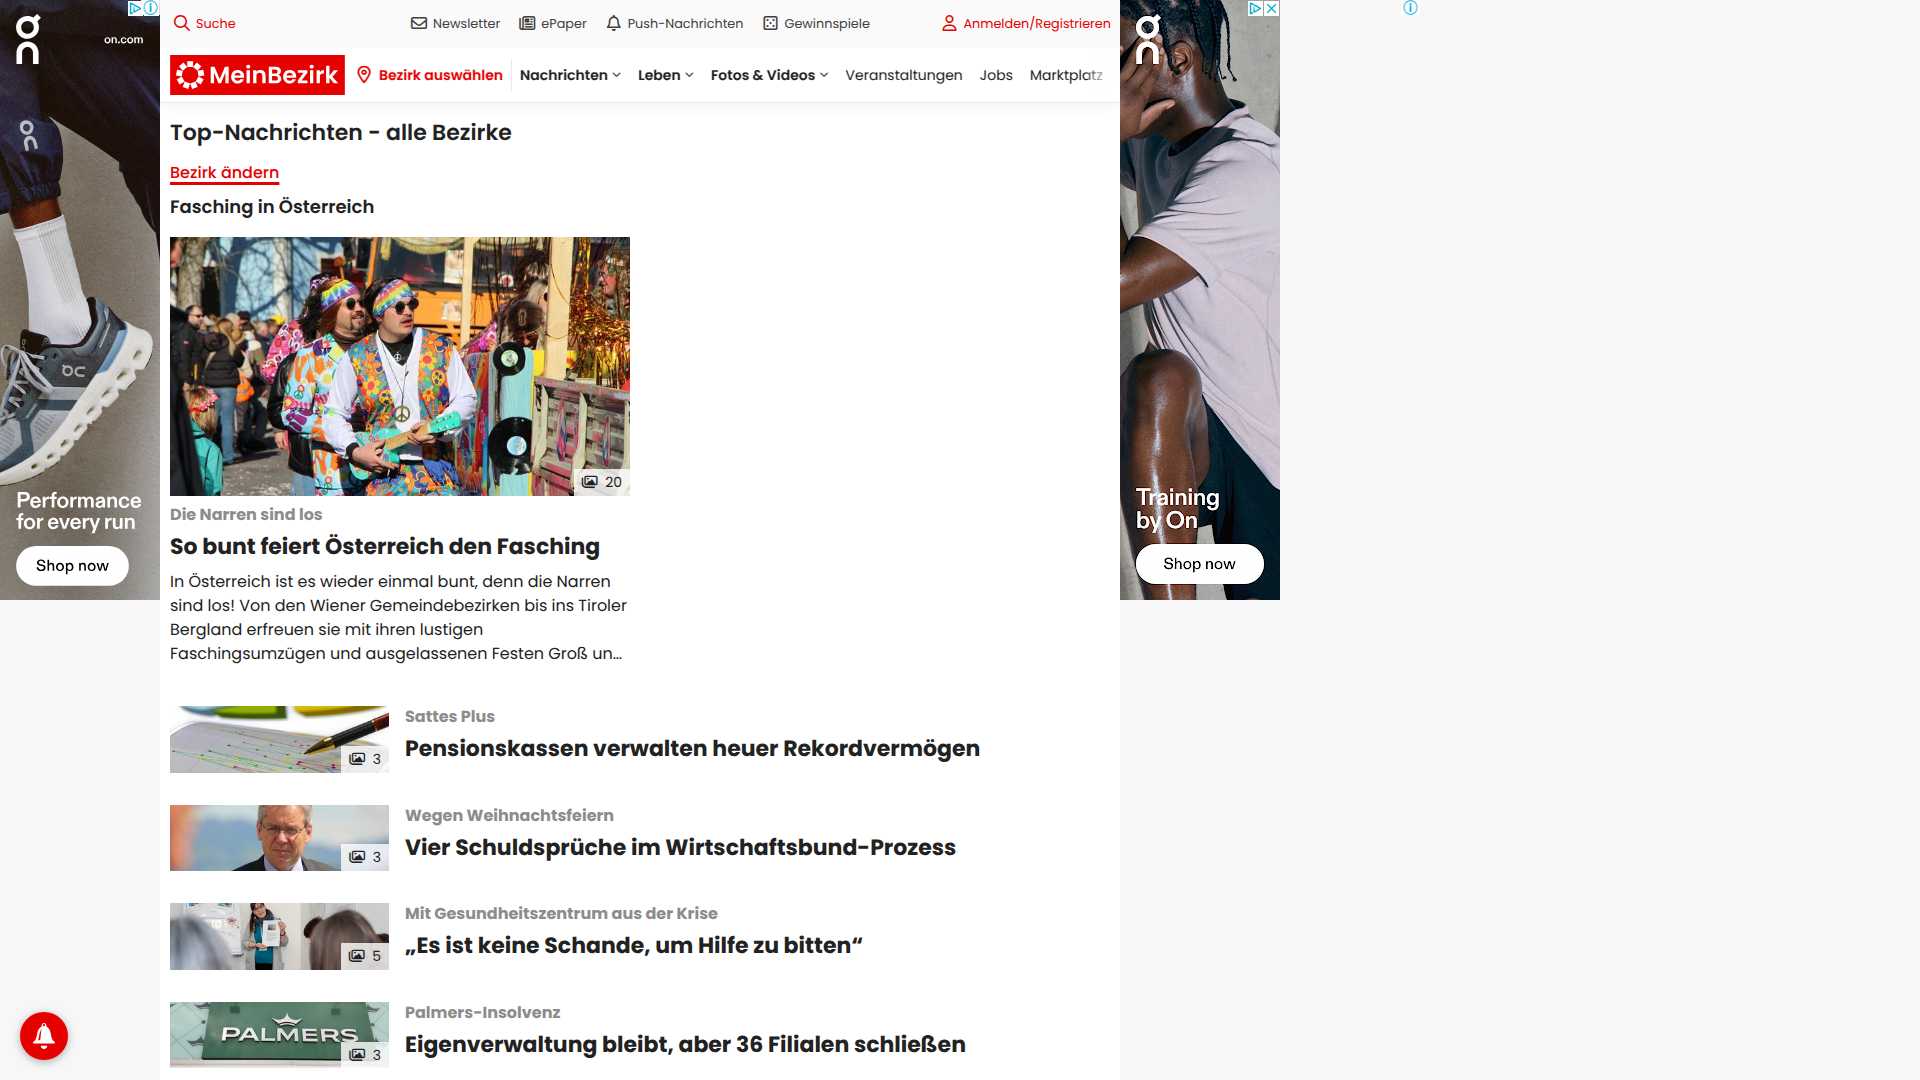 on.com
Performance
for every run
Shop now
Suche
Newsletter
ePaper
Push-Nachrichten
Gewinnspiele
Anmelden/Registrieren
MeinBezirk
Bezirk auswählen
Nachrichten
Leben
Fotos & Videos
Veranstaltungen
Jobs
Marktplatz
Top-Nachrichten - alle Bezirke
Bezirk ändern
Fasching in Österreich
20
Die Narren sind los
So bunt feiert Österreich den Fasching
In Österreich ist es wieder einmal bunt, denn die Narren
sind los! Von den Wiener Gemeindebezirken bis ins Tiroler
Bergland erfreuen sie mit ihren lustigen
Faschingsumzügen und ausgelassenen Festen Groß un...
3
Sattes Plus
Pensionskassen verwalten heuer Rekordvermögen
3
Wegen Weihnachtsfeiern
Vier Schuldsprüche im Wirtschaftsbund-Prozess
5
Mit Gesundheitszentrum aus der Krise
„Es ist keine Schande, um Hilfe zu bitten“
PALMERS
3
Palmers-Insolvenz
Eigenverwaltung bleibt, aber 36 Filialen schließen
Training
by On
Shop now